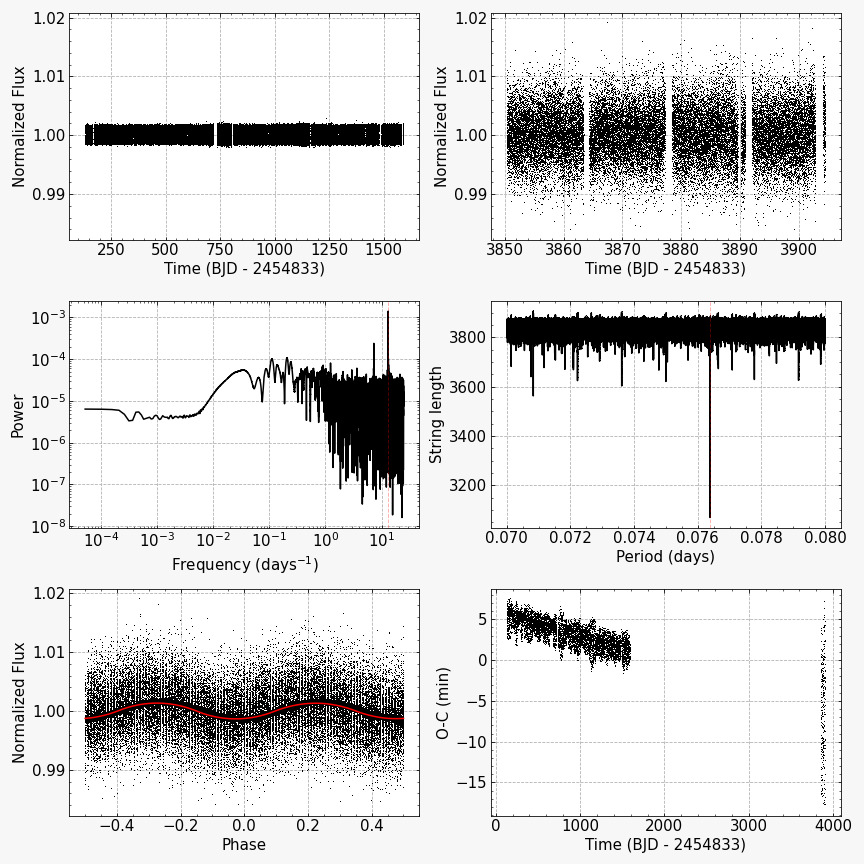 1.02
1.01
1.00
0.99
Normalized Flux
250 500 750 1000 1250 1500
Time (BJD - 2454833)
1.02
1.01
1.00
0.99
Normalized Flux
3850 3860 3870 3880 3890 3900
Time (BJD - 2454833)
10⁻³
10⁻⁴
10⁻⁵
10⁻⁶
10⁻⁷
10⁻⁸
Power
10⁻⁴ 10⁻³ 10⁻² 10⁻¹ 10⁰ 10¹
Frequency (days⁻¹)
3800
3600
3400
3200
String length
0.070 0.072 0.074 0.076 0.078 0.080
Period (days)
1.02
1.01
1.00
0.99
Normalized Flux
−0.4 −0.2 0.0 0.2 0.4
Phase
5
0
−5
−10
−15
O-C (min)
0 1000 2000 3000 4000
Time (BJD - 2454833)